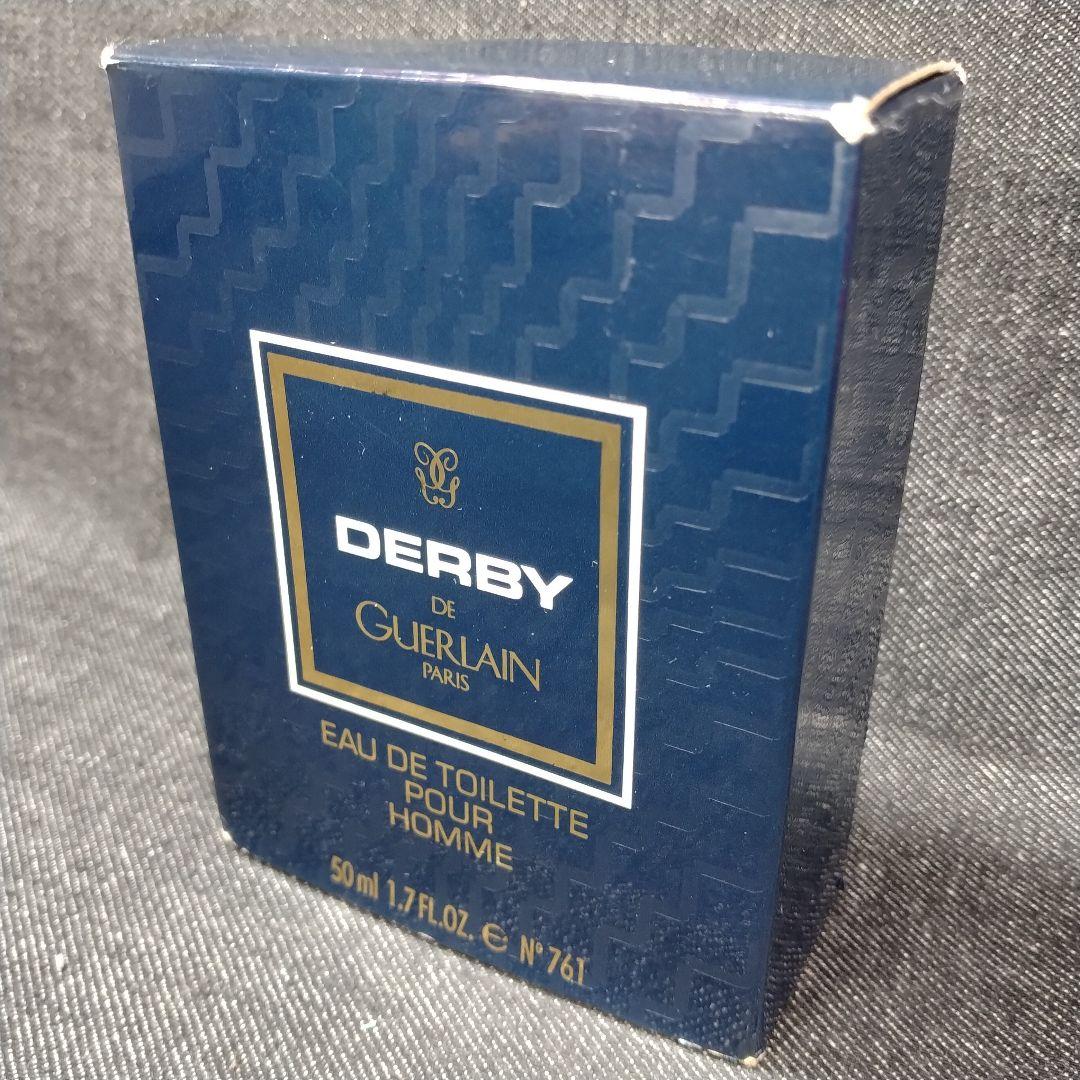 DERBY
DE
GUERLAIN
PARIS
EAU DE TOILETTE
POUR
HOMME
50 ml 1.7 FL.OZ. ℮ N° 761